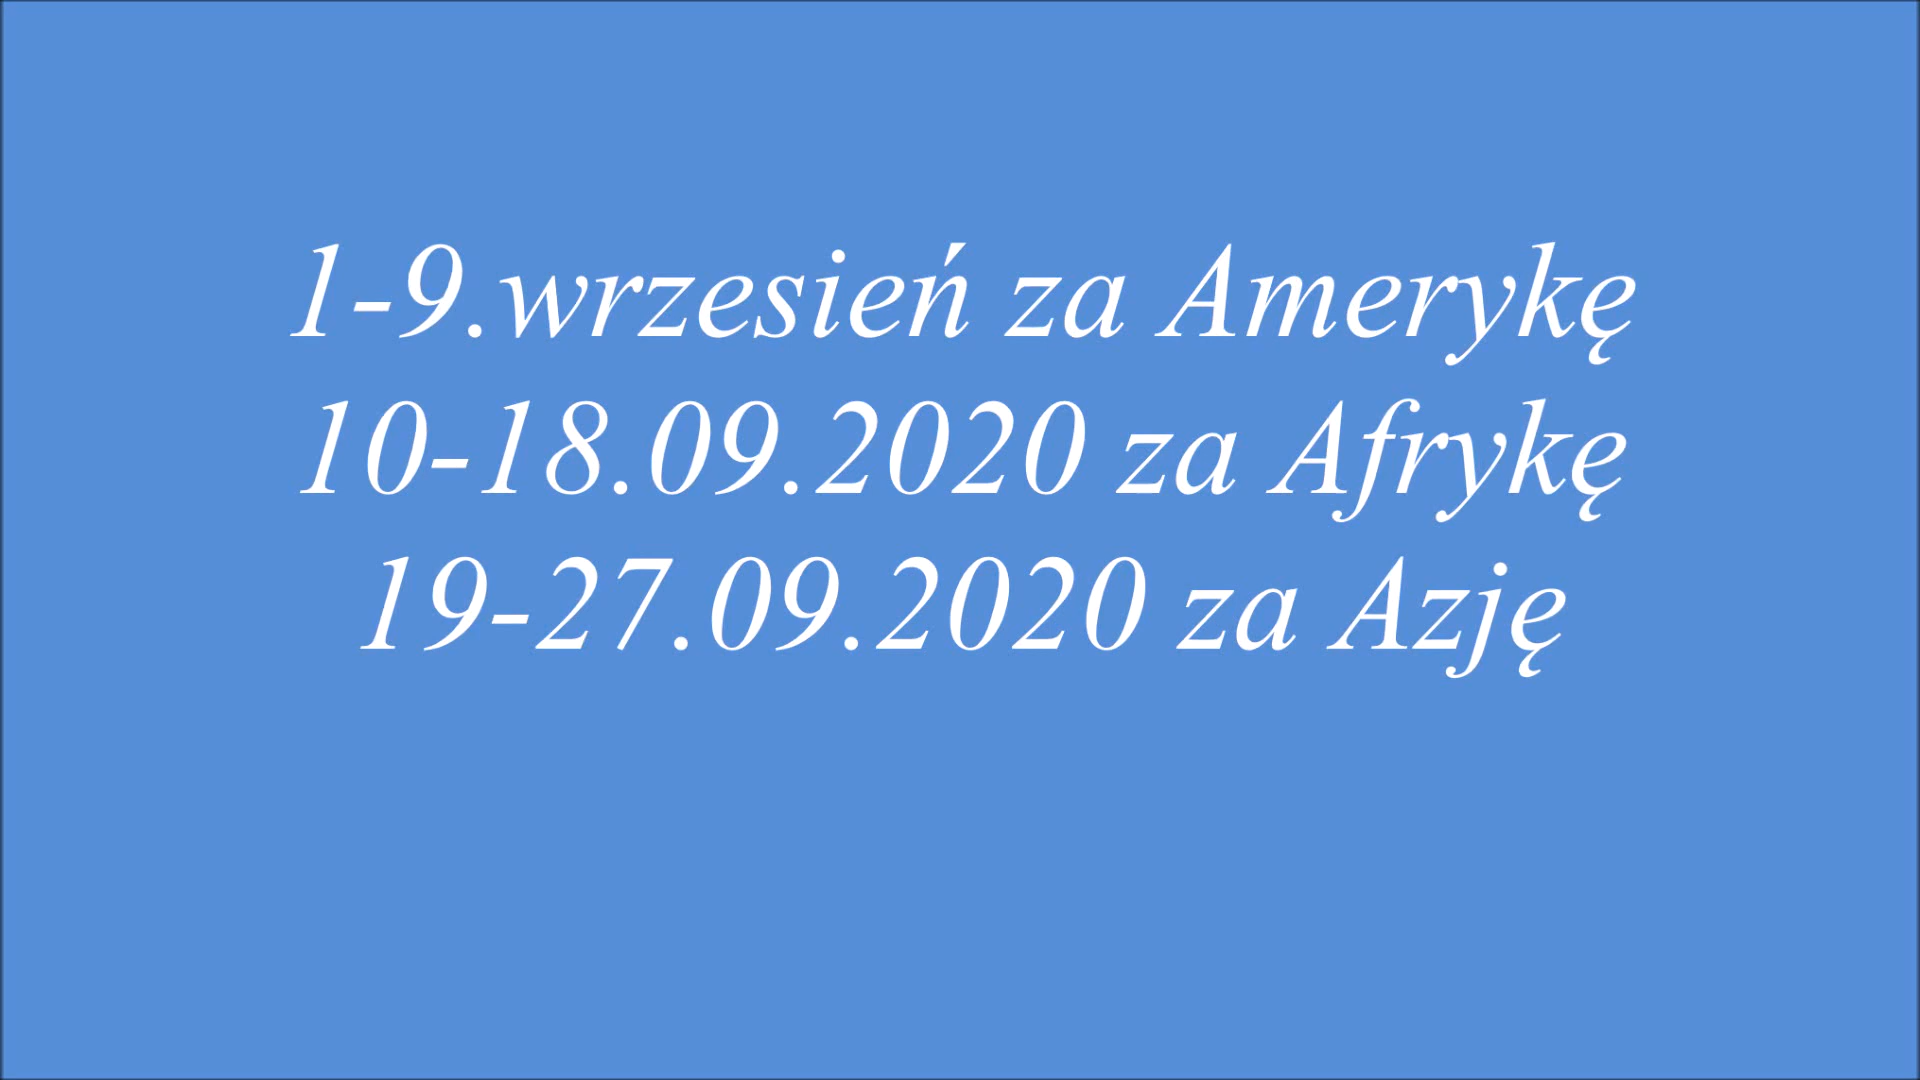 1-9.wrzesień za Amerykę
10-18.09.2020 za Afrykę
19-27.09.2020 za Azję